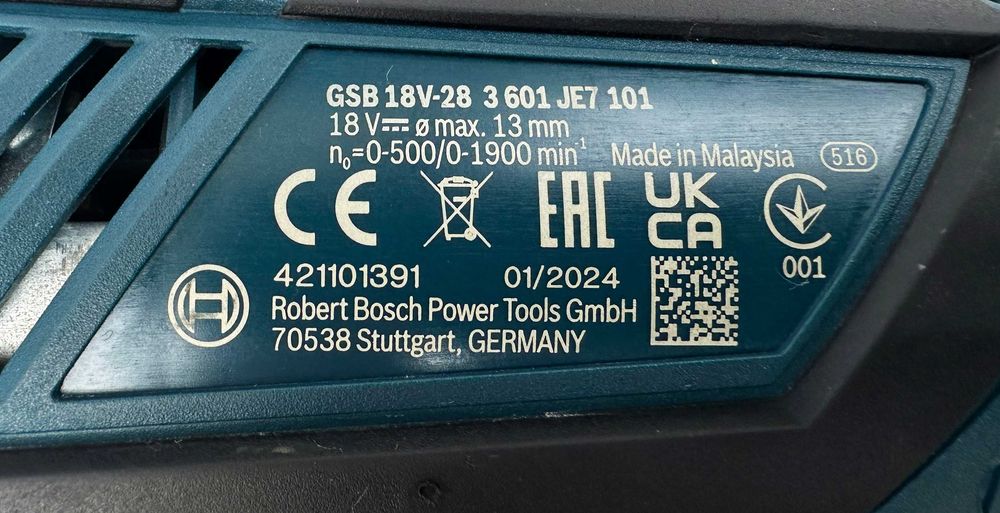 GSB 18V-28 3 601 JE7 101
18 V⎓ ø max. 13 mm
n₀=0-500/0-1900 min⁻¹ Made in Malaysia 516
CE EAC UK CA
001
421101391 01/2024
Robert Bosch Power Tools GmbH
70538 Stuttgart, GERMANY